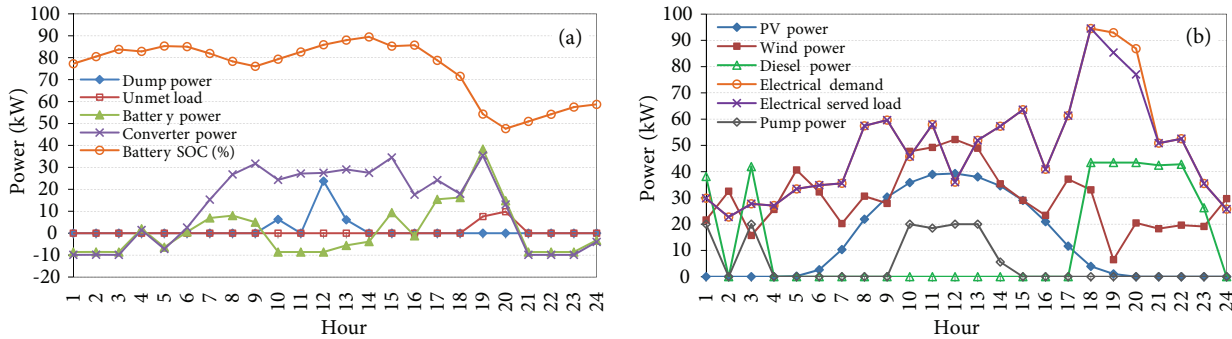 (a)
100
90
80
70
60
50
40
30
20
10
0
-10
-20
Power (kW)
Dump power
Unmet load
Batter y power
Converter power
Battery SOC (%)
1 2 3 4 5 6 7 8 9 10 11 12 13 14 15 16 17 18 19 20 21 22 23 24
Hour
(b)
100
90
80
70
60
50
40
30
20
10
0
Power (kW)
PV power
Wind power
Diesel power
Electrical demand
Electrical served load
Pump power
1 2 3 4 5 6 7 8 9 10 11 12 13 14 15 16 17 18 19 20 21 22 23 24
Hour